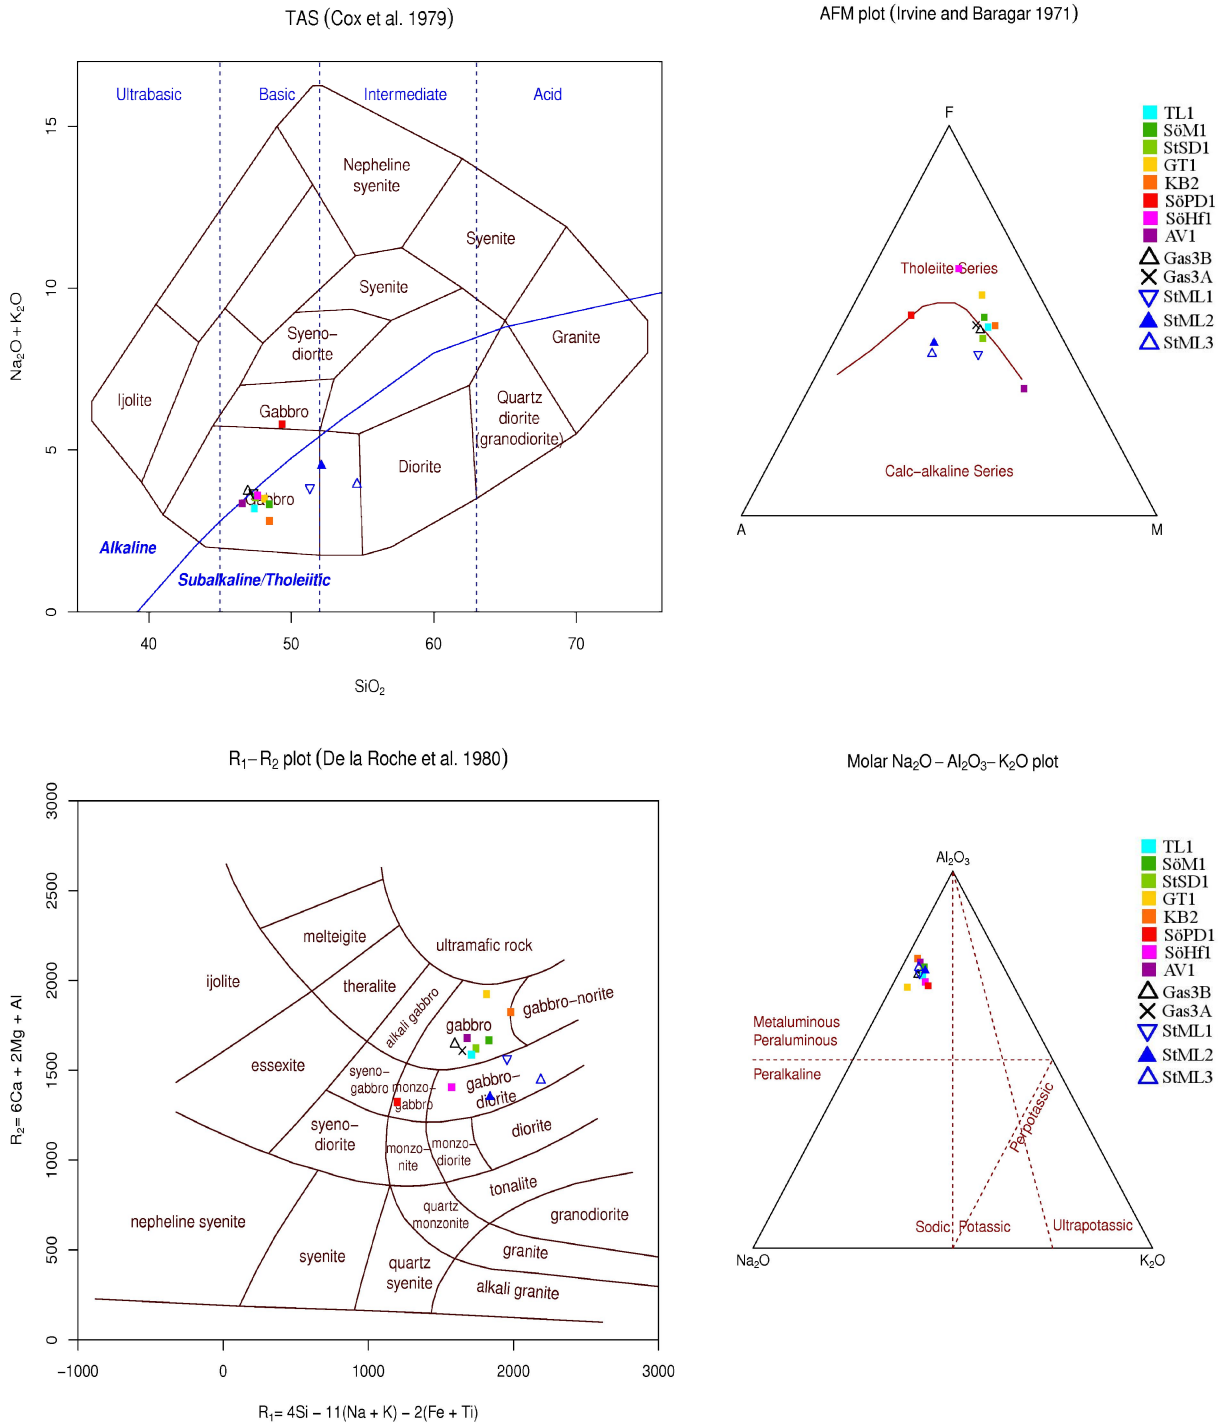 TAS (Cox et al. 1979)
Ultrabasic
Basic
Intermediate
Acid
Nepheline
syenite
Syenite
Syenite
Syeno–
diorite
Granite
Ijolite
Gabbro
Quartz
diorite
(granodiorite)
Diorite
Gabbro
Alkaline
Subalkaline/Tholeiitic
0
5
10
15
Na₂O + K₂O
40
50
60
70
SiO₂
AFM plot (Irvine and Baragar 1971)
F
Tholeiite Series
Calc–alkaline Series
A
M
TL1
SöM1
StSD1
GT1
KB2
SöPD1
SöHf1
AV1
Gas3B
Gas3A
StML1
StML2
StML3
R₁– R₂ plot (De la Roche et al. 1980)
3000
2500
2000
1500
1000
500
0
R₂= 6Ca + 2Mg + Al
melteigite
ultramafic rock
ijolite
theralite
alkali gabbro
gabbro–norite
gabbro
essexite
syeno–
gabbro
monzo–
gabbro
gabbro–
diorite
syeno–
diorite
monzo–
nite
monzo–
diorite
diorite
tonalite
nepheline syenite
quartz
monzonite
granodiorite
syenite
quartz
syenite
granite
alkali granite
−1000
0
1000
2000
3000
R₁= 4Si − 11(Na + K) − 2(Fe + Ti)
Molar Na₂O – Al₂O₃– K₂O plot
Al₂O₃
Metaluminous
Peraluminous
Peralkaline
Perpotassic
Sodic
Potassic
Ultrapotassic
Na₂O
K₂O
TL1
SöM1
StSD1
GT1
KB2
SöPD1
SöHf1
AV1
Gas3B
Gas3A
StML1
StML2
StML3